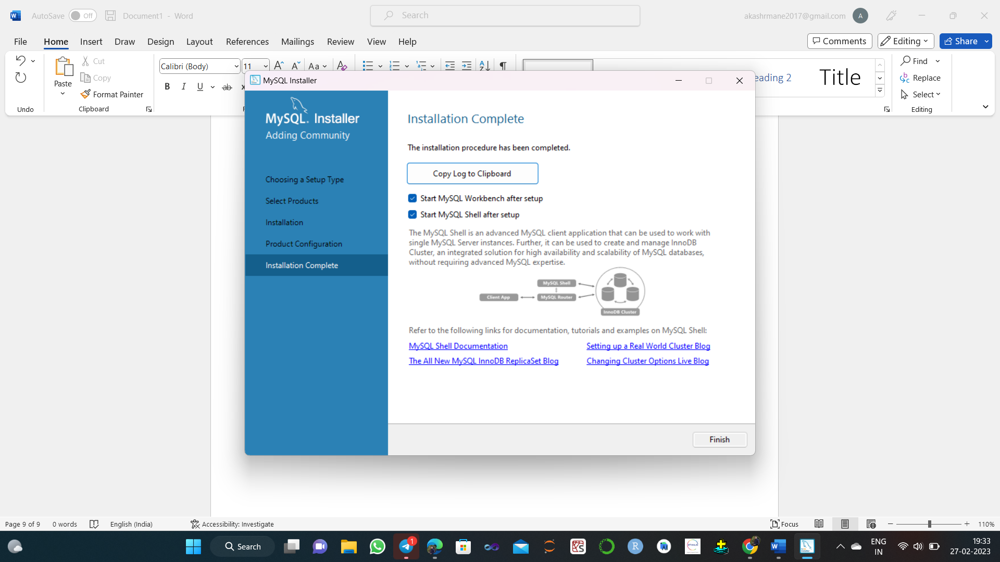 AutoSave Off Document1 - Word Search akashrmane2017@gmail.com A
File Home Insert Draw Design Layout References Mailings Review View Help Comments Editing Share
Paste Cut Calibri (Body) 11 Aa Find
Copy eading 2 Title Replace
Format Painter B I U ab Select
Undo Clipboard Editing
MySQL Installer
MySQL. Installer
Adding Community
Choosing a Setup Type
Select Products
Installation
Product Configuration
Installation Complete
Installation Complete
The installation procedure has been completed.
Copy Log to Clipboard
Start MySQL Workbench after setup
Start MySQL Shell after setup
The MySQL Shell is an advanced MySQL client application that can be used to work with
single MySQL Server instances. Further, it can be used to create and manage InnoDB
Cluster, an integrated solution for high availability and scalability of MySQL databases,
without requiring advanced MySQL expertise.
MySQL Shell
Client App MySQL Router
InnoDB Cluster
Refer to the following links for documentation, tutorials and examples on MySQL Shell:
MySQL Shell Documentation Setting up a Real World Cluster Blog
The All New MySQL InnoDB ReplicaSet Blog Changing Cluster Options Live Blog
Finish
Page 9 of 9 0 words English (India) Accessibility: Investigate Focus 110%
Search 1 R ENG 19:33
IN 27-02-2023